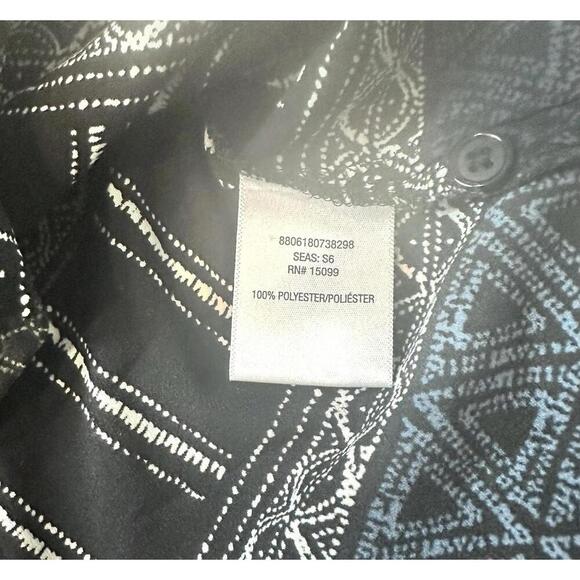 8806180738298
SEAS: S6
RN# 15099
100% POLYESTER/POLIÉSTER